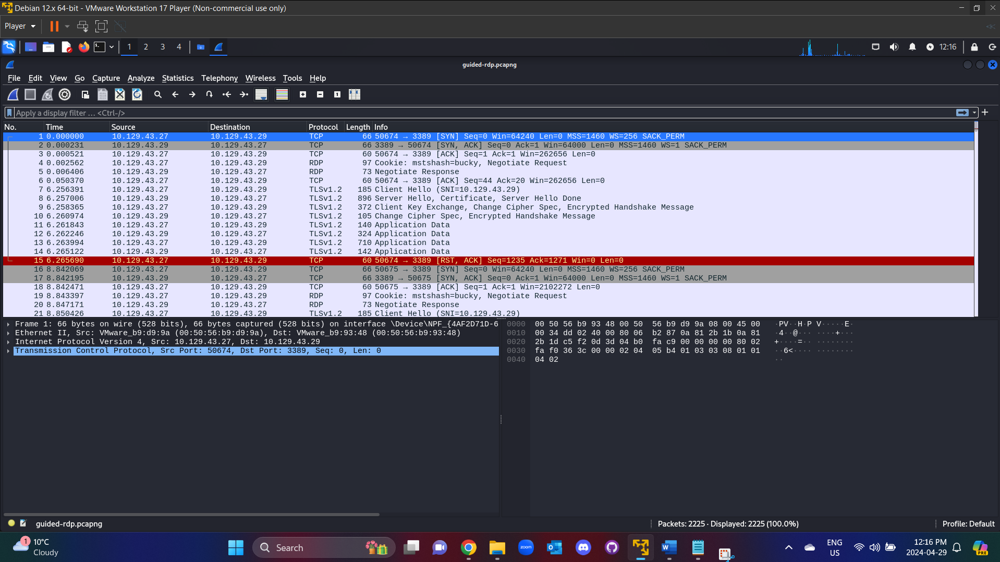 Debian 12.x 64-bit - VMware Workstation 17 Player (Non-commercial use only)
Player
1 2 3 4 12:16
guided-rdp.pcapng
File Edit View Go Capture Analyze Statistics Telephony Wireless Tools Help
Apply a display filter … <Ctrl-/>
No. Time Source Destination Protocol Length Info
1 0.000000 10.129.43.27 10.129.43.29 TCP 66 50674 → 3389 [SYN] Seq=0 Win=64240 Len=0 MSS=1460 WS=256 SACK_PERM
2 0.000231 10.129.43.29 10.129.43.27 TCP 66 3389 → 50674 [SYN, ACK] Seq=0 Ack=1 Win=64000 Len=0 MSS=1460 WS=1 SACK_PERM
3 0.000521 10.129.43.27 10.129.43.29 TCP 60 50674 → 3389 [ACK] Seq=1 Ack=1 Win=262656 Len=0
4 0.002562 10.129.43.27 10.129.43.29 RDP 97 Cookie: mstshash=bucky, Negotiate Request
5 0.006406 10.129.43.29 10.129.43.27 RDP 73 Negotiate Response
6 0.050370 10.129.43.27 10.129.43.29 TCP 60 50674 → 3389 [ACK] Seq=44 Ack=20 Win=262656 Len=0
7 6.256391 10.129.43.27 10.129.43.29 TLSv1.2 185 Client Hello (SNI=10.129.43.29)
8 6.257006 10.129.43.29 10.129.43.27 TLSv1.2 896 Server Hello, Certificate, Server Hello Done
9 6.258365 10.129.43.27 10.129.43.29 TLSv1.2 372 Client Key Exchange, Change Cipher Spec, Encrypted Handshake Message
10 6.260974 10.129.43.29 10.129.43.27 TLSv1.2 105 Change Cipher Spec, Encrypted Handshake Message
11 6.261843 10.129.43.27 10.129.43.29 TLSv1.2 140 Application Data
12 6.262246 10.129.43.29 10.129.43.27 TLSv1.2 324 Application Data
13 6.263994 10.129.43.27 10.129.43.29 TLSv1.2 710 Application Data
14 6.265122 10.129.43.29 10.129.43.27 TLSv1.2 142 Application Data
15 6.265690 10.129.43.27 10.129.43.29 TCP 60 50674 → 3389 [RST, ACK] Seq=1235 Ack=1271 Win=0 Len=0
16 8.842069 10.129.43.27 10.129.43.29 TCP 66 50675 → 3389 [SYN] Seq=0 Win=64240 Len=0 MSS=1460 WS=256 SACK_PERM
17 8.842195 10.129.43.29 10.129.43.27 TCP 66 3389 → 50675 [SYN, ACK] Seq=0 Ack=1 Win=64000 Len=0 MSS=1460 WS=1 SACK_PERM
18 8.842471 10.129.43.27 10.129.43.29 TCP 60 50675 → 3389 [ACK] Seq=1 Ack=1 Win=2102272 Len=0
19 8.843397 10.129.43.27 10.129.43.29 RDP 97 Cookie: mstshash=bucky, Negotiate Request
20 8.847171 10.129.43.29 10.129.43.27 RDP 73 Negotiate Response
21 8.850426 10.129.43.27 10.129.43.29 TLSv1.2 185 Client Hello (SNI=10.129.43.29)
Frame 1: 66 bytes on wire (528 bits), 66 bytes captured (528 bits) on interface \Device\NPF_{4AF2D71D-6
Ethernet II, Src: VMware_b9:d9:9a (00:50:56:b9:d9:9a), Dst: VMware_b9:93:48 (00:50:56:b9:93:48)
Internet Protocol Version 4, Src: 10.129.43.27, Dst: 10.129.43.29
Transmission Control Protocol, Src Port: 50674, Dst Port: 3389, Seq: 0, Len: 0
0000 00 50 56 b9 93 48 00 50 56 b9 d9 9a 08 00 45 00 ·PV··H·P V·····E·
0010 00 34 dd 02 40 00 80 06 b2 87 0a 81 2b 1b 0a 81 ·4··@··· ····+···
0020 2b 1d c5 f2 0d 3d 04 b0 fa c9 00 00 00 00 80 02 +····=·· ········
0030 fa f0 36 3c 00 00 02 04 05 b4 01 03 03 08 01 01 ··6<···· ········
0040 04 02 ··
guided-rdp.pcapng
Packets: 2225 · Displayed: 2225 (100.0%)
Profile: Default
1
10°C
Cloudy
Search
zoom
ENG
US
12:16 PM
2024-04-29
PRE